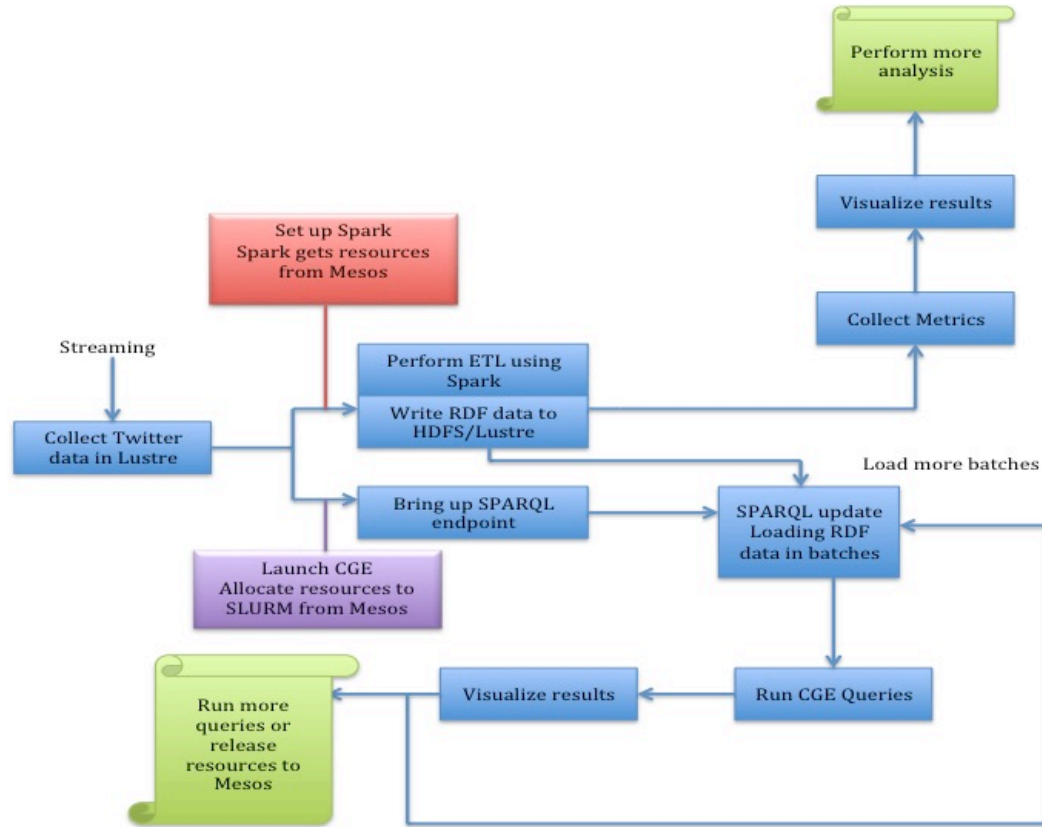 Perform more
analysis
Visualize results
Set up Spark
Spark gets resources
from Mesos
Collect Metrics
Streaming
Perform ETL using
Spark
Write RDF data to
HDFS/Lustre
Collect Twitter
data in Lustre
Load more batches
Bring up SPARQL
endpoint
SPARQL update
Loading RDF
data in batches
Launch CGE
Allocate resources to
SLURM from Mesos
Run more
queries or
release
resources to
Mesos
Visualize results
Run CGE Queries